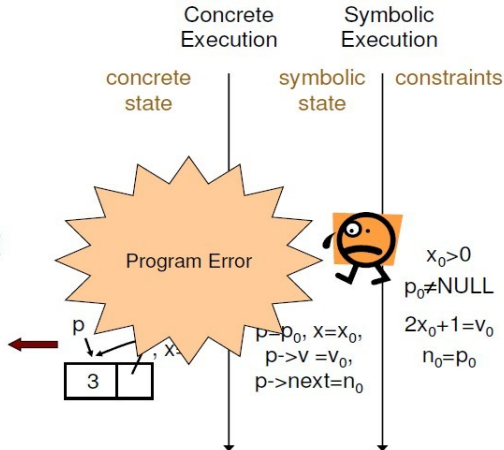 Concrete
Execution
Symbolic
Execution
concrete
state
symbolic
state
constraints
Program Error
x₀>0
p₀≠NULL
2x₀+1=v₀
n₀=p₀
p
, x=
3
p=p₀, x=x₀,
p->v =v₀,
p->next=n₀